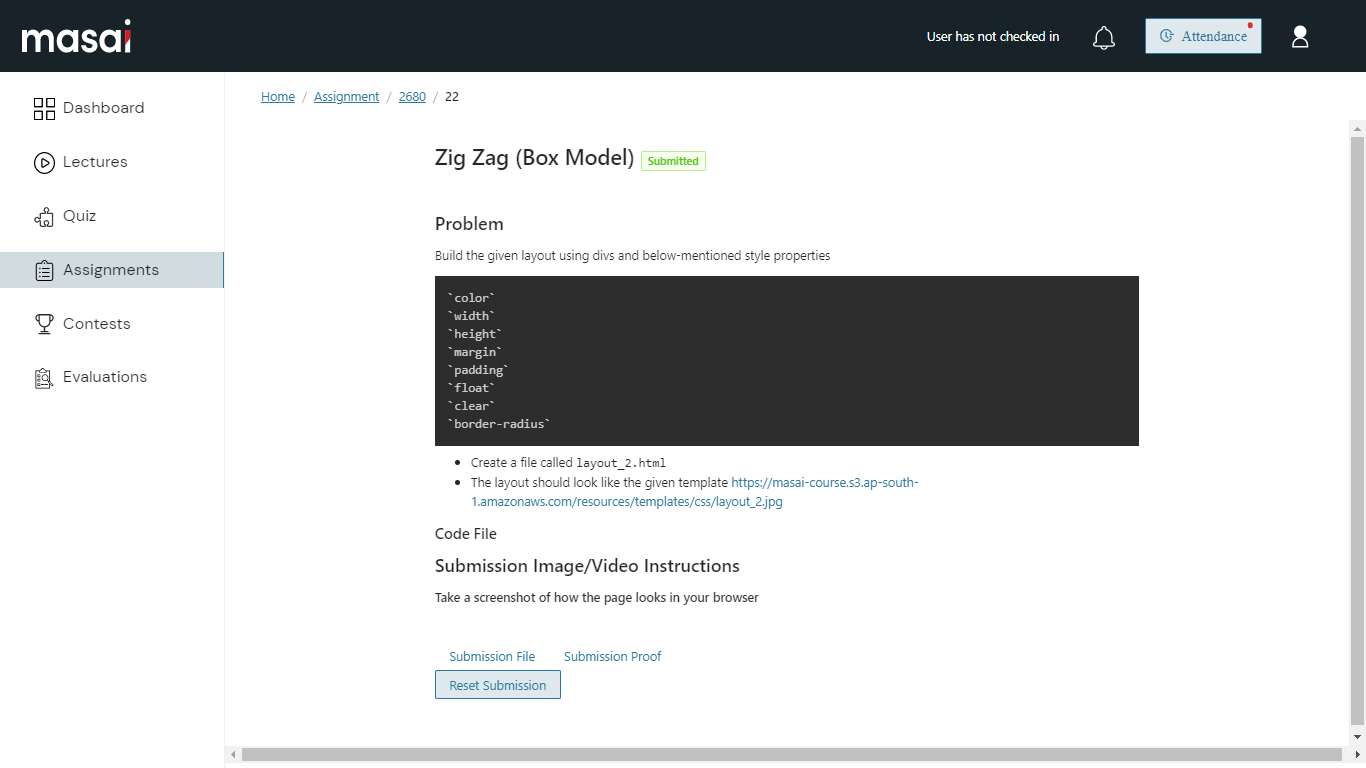 masai
User has not checked in
Attendance
Dashboard
Lectures
Quiz
Assignments
Contests
Evaluations
Home / Assignment / 2680 / 22
Zig Zag (Box Model) Submitted
Problem
Build the given layout using divs and below-mentioned style properties
`color`
`width`
`height`
`margin`
`padding`
`float`
`clear`
`border-radius`
• Create a file called layout_2.html
• The layout should look like the given template https://masai-course.s3.ap-south-
1.amazonaws.com/resources/templates/css/layout_2.jpg
Code File
Submission Image/Video Instructions
Take a screenshot of how the page looks in your browser
Submission File Submission Proof
Reset Submission